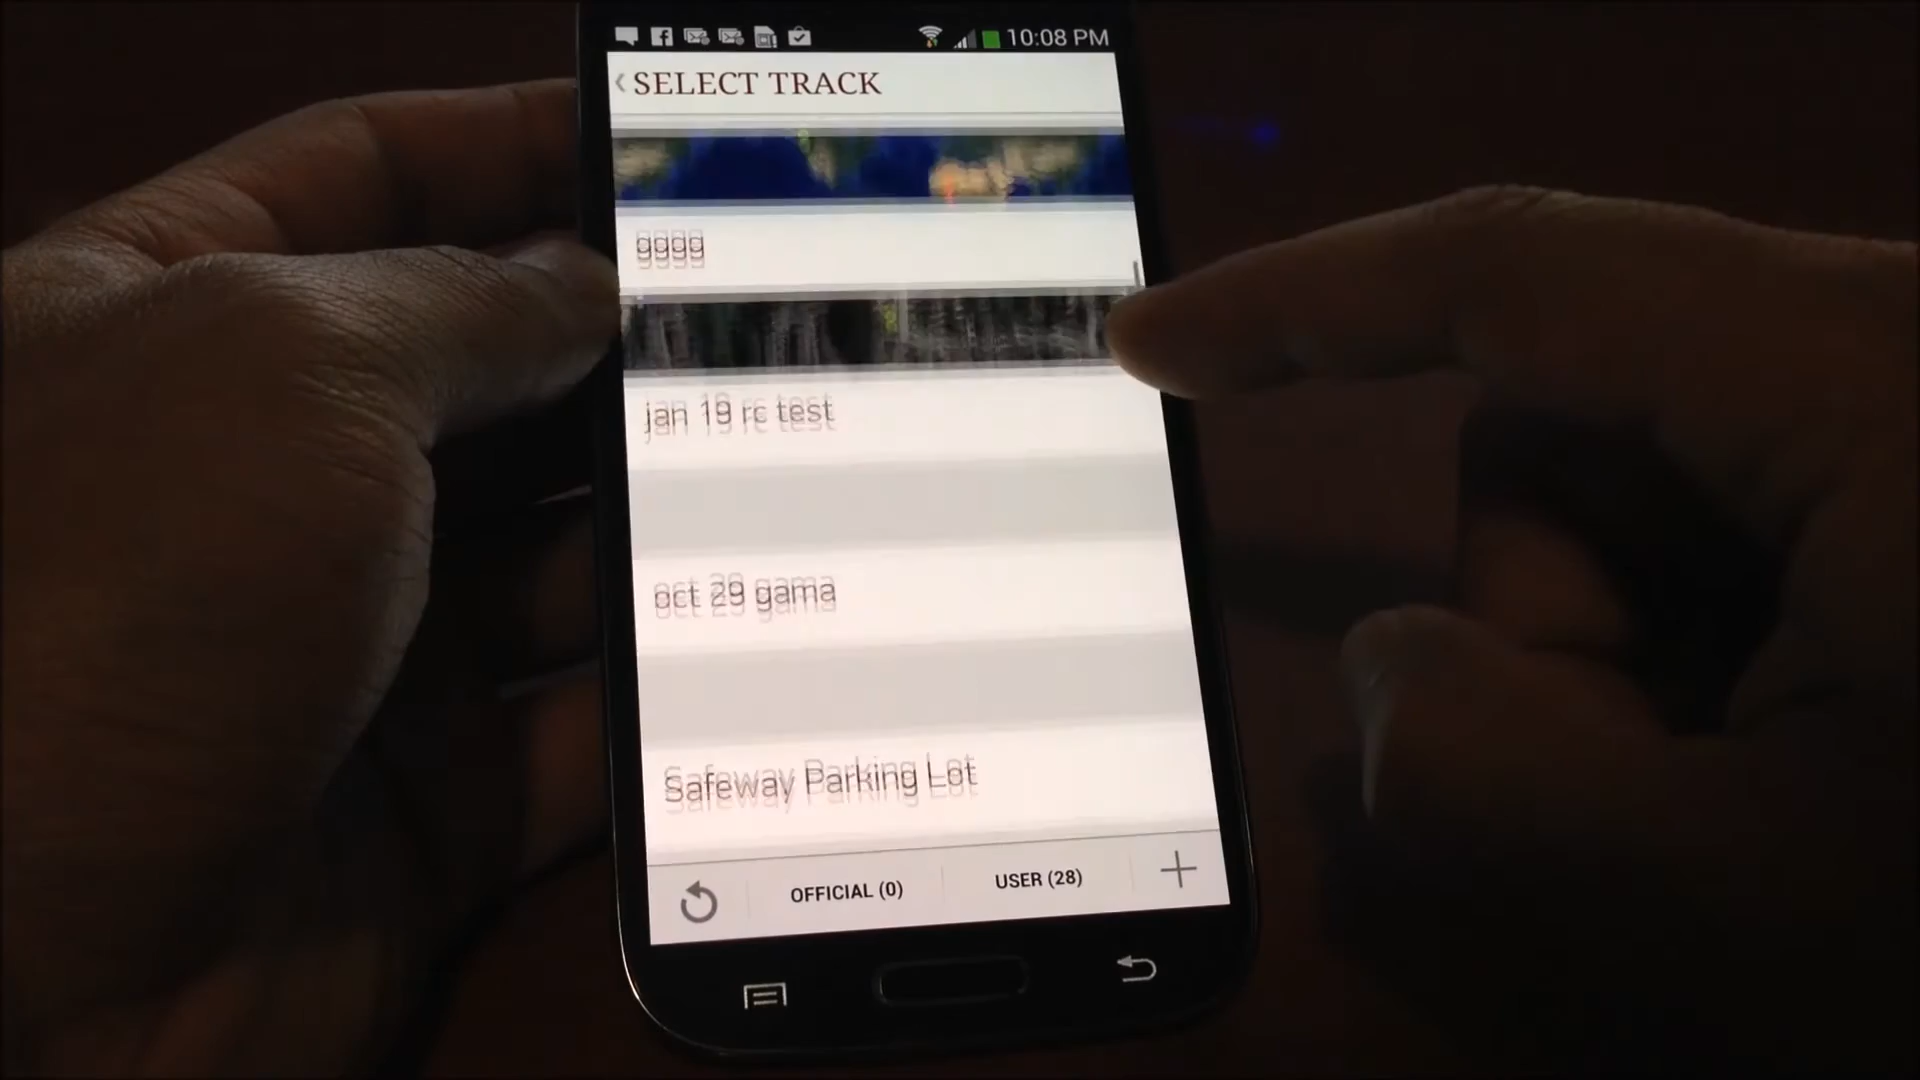 10:08 PM
SELECT TRACK
gggg
jan 19 rc test
oct 29 gama
Safeway Parking Lot
OFFICIAL (0)
USER (28)